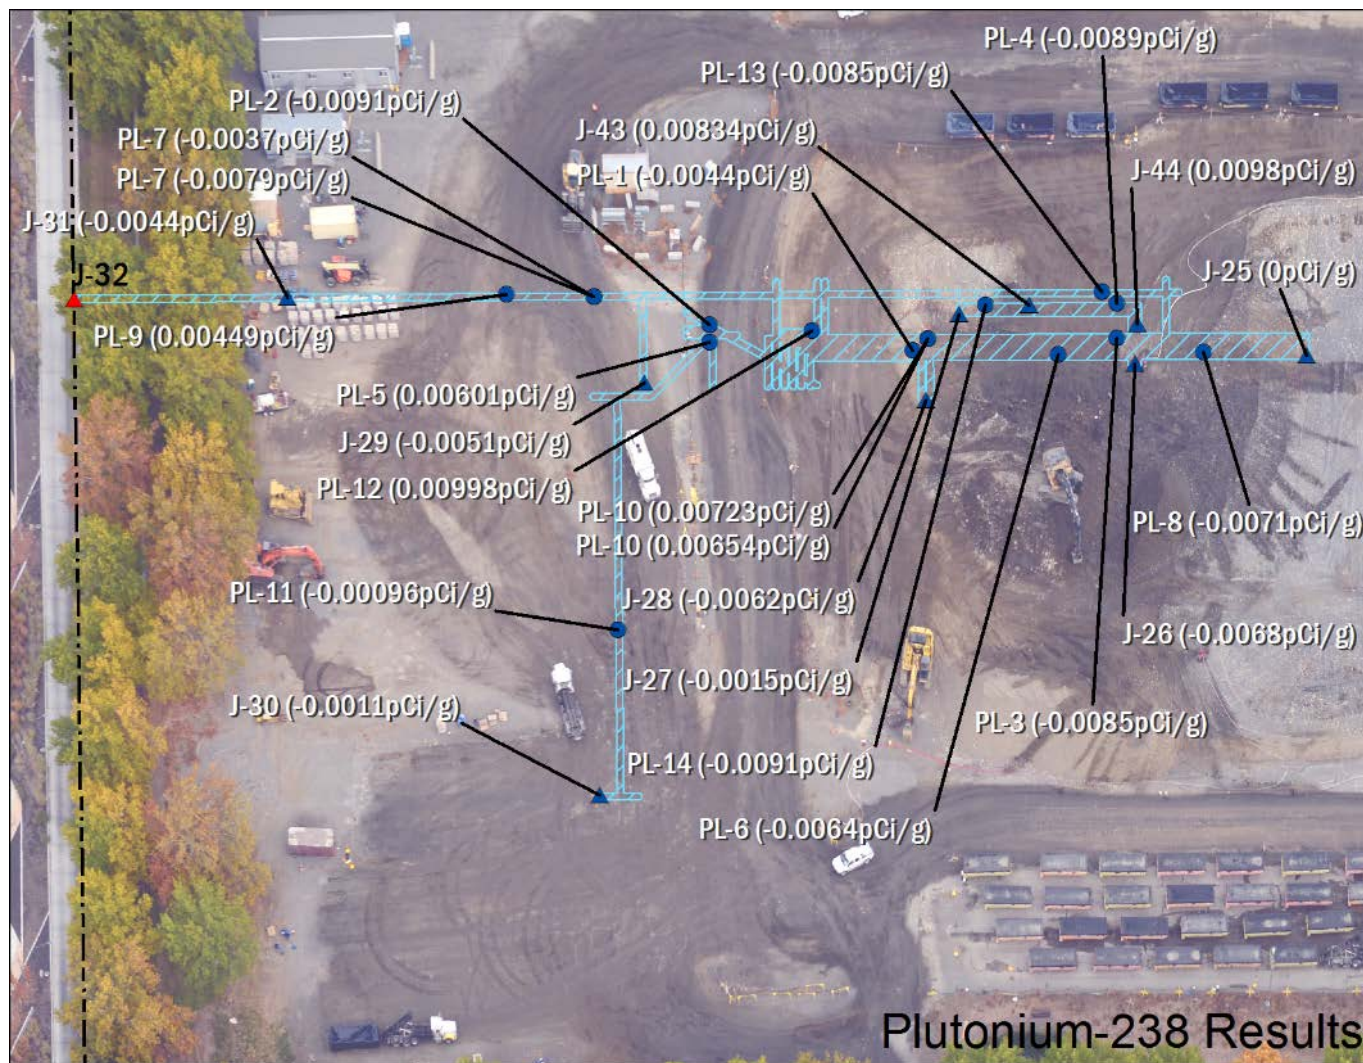 PL-4 (-0.0089pCi/g)
PL-13 (-0.0085pCi/g)
PL-2 (-0.0091pCi/g)
J-43 (0.00834pCi/g)
PL-7 (-0.0037pCi/g)
J-44 (0.0098pCi/g)
PL-1 (-0.0044pCi/g)
PL-7 (-0.0079pCi/g)
J-31 (-0.0044pCi/g)
J-32
J-25 (0pCi/g)
PL-9 (0.00449pCi/g)
PL-5 (0.00601pCi/g)
J-29 (-0.0051pCi/g)
PL-12 (0.00998pCi/g)
PL-10 (0.00723pCi/g)
PL-8 (-0.0071pCi/g)
PL-10 (0.00654pCi/g)
PL-11 (-0.00096pCi/g)
J-28 (-0.0062pCi/g)
J-26 (-0.0068pCi/g)
J-27 (-0.0015pCi/g)
J-30 (-0.0011pCi/g)
PL-3 (-0.0085pCi/g)
PL-14 (-0.0091pCi/g)
PL-6 (-0.0064pCi/g)
Plutonium-238 Results